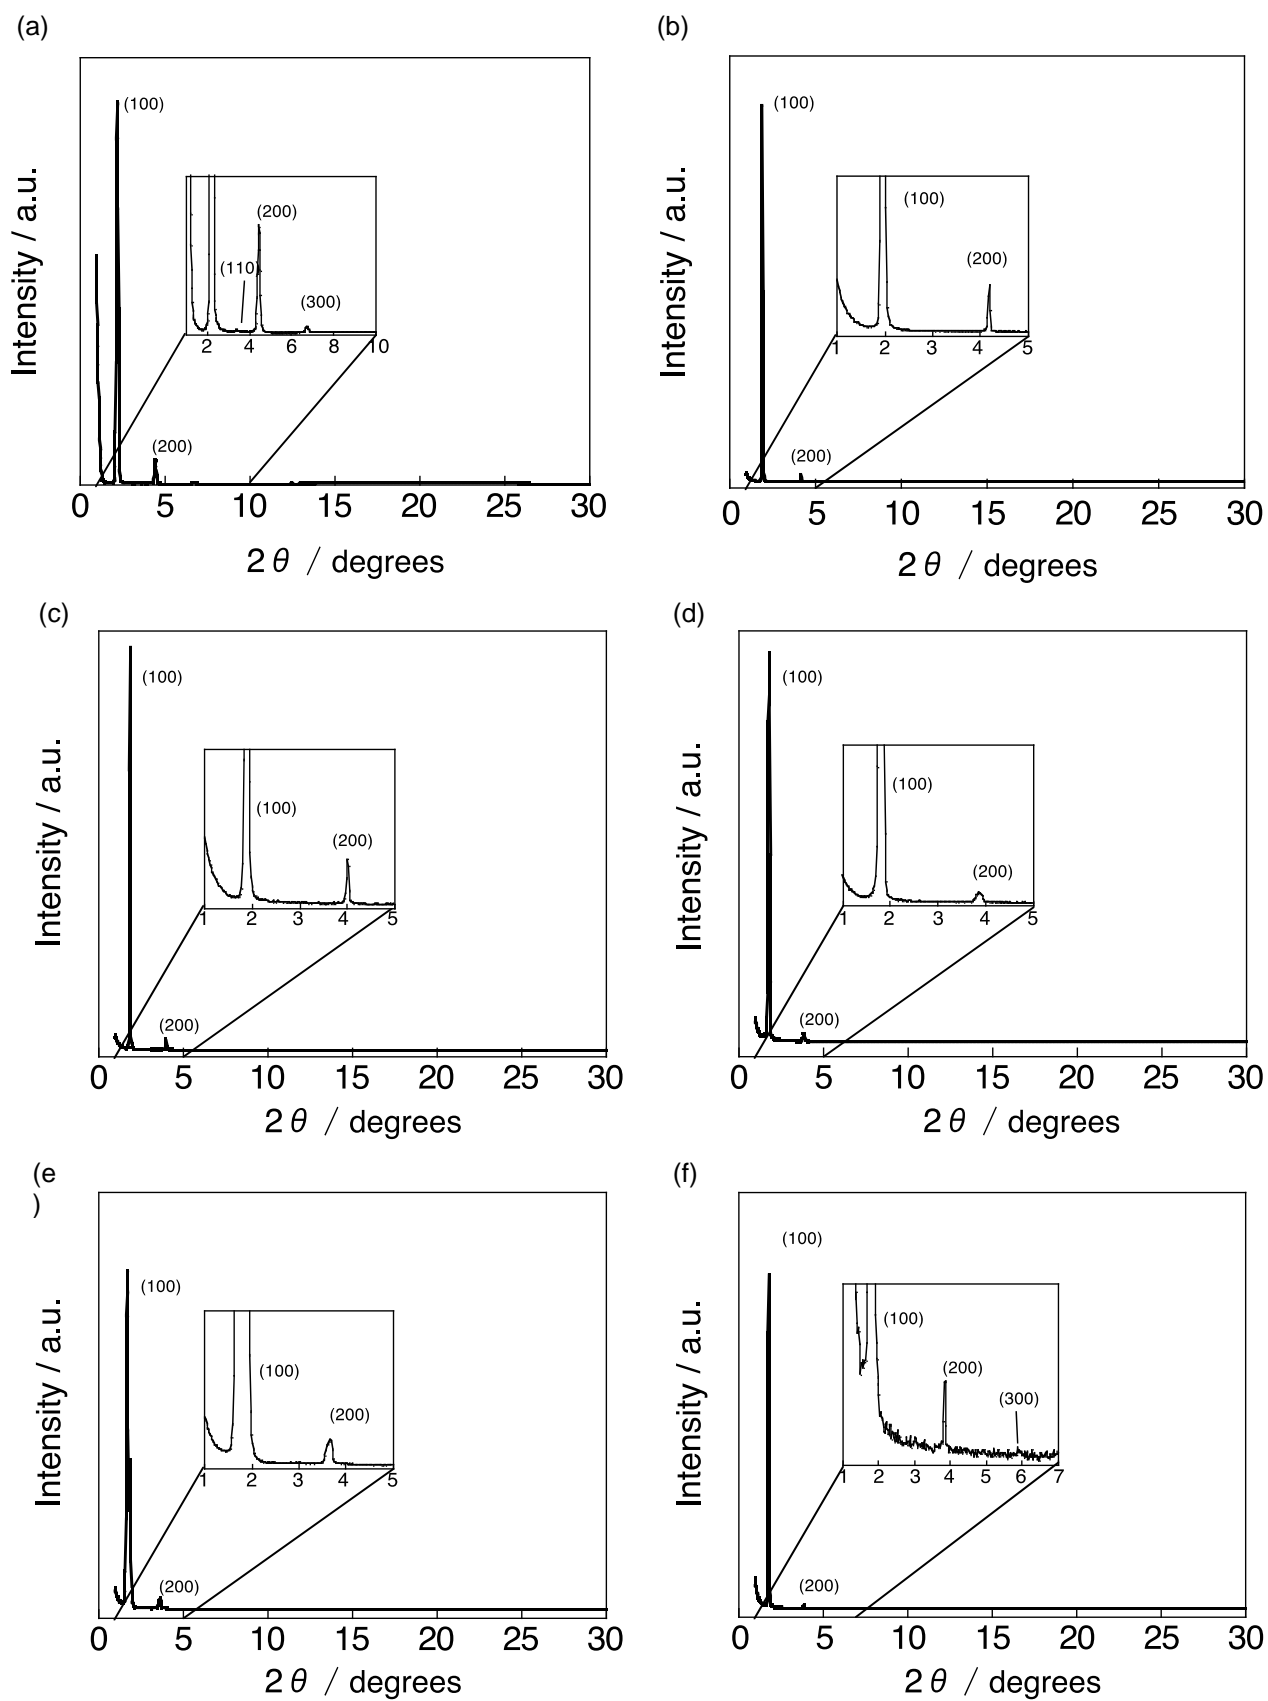 (a)
(100)
(200)
(110)
(300)
2 4 6 8 10
(200)
Intensity / a.u.
0 5 10 15 20 25 30
2θ / degrees
(b)
(100)
(100)
(200)
1 2 3 4 5
(200)
Intensity / a.u.
0 5 10 15 20 25 30
2θ / degrees
(c)
(100)
(100)
(200)
1 2 3 4 5
(200)
Intensity / a.u.
0 5 10 15 20 25 30
2θ / degrees
(d)
(100)
(100)
(200)
1 2 3 4 5
(200)
Intensity / a.u.
0 5 10 15 20 25 30
2θ / degrees
(e
)
(100)
(100)
(200)
1 2 3 4 5
(200)
Intensity / a.u.
0 5 10 15 20 25 30
2θ / degrees
(f)
(100)
(100)
(200)
(300)
1 2 3 4 5 6 7
(200)
Intensity / a.u.
0 5 10 15 20 25 30
2θ / degrees